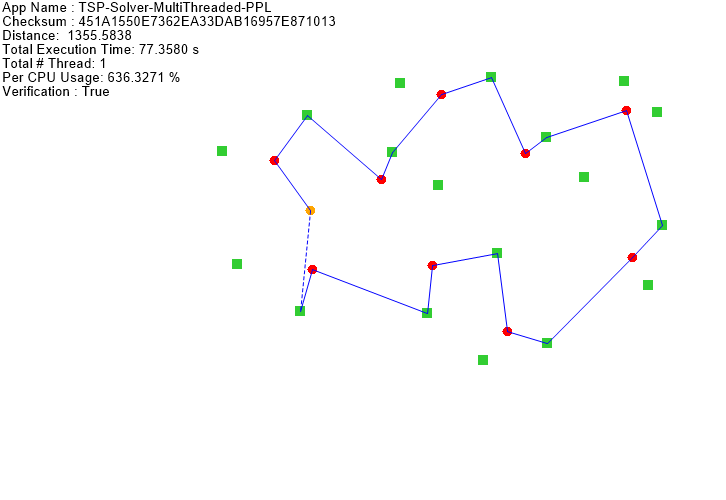 App Name : TSP-Solver-MultiThreaded-PPL
Checksum : 451A1550E7362EA33DAB16957E871013
Distance:  1355.5838
Total Execution Time: 77.3580 s
Total # Thread: 1
Per CPU Usage: 636.3271 %
Verification : True